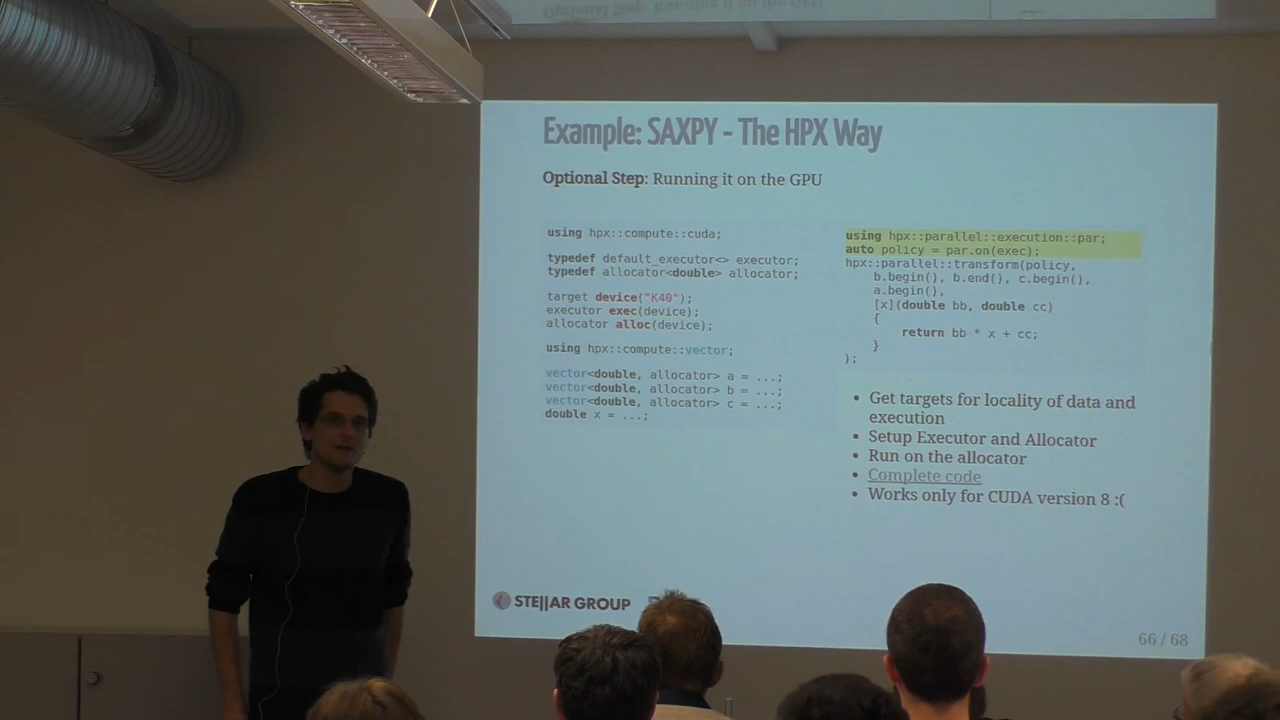 Example: SAXPY - The HPX Way
Optional Step: Running it on the GPU
using hpx::compute::cuda;
typedef default_executor<> executor;
typedef allocator<double> allocator;
target device("K40");
executor exec(device);
allocator alloc(device);
using hpx::compute::vector;
vector<double, allocator> a = ...;
vector<double, allocator> b = ...;
vector<double, allocator> c = ...;
double x = ...;
using hpx::parallel::execution::par;
auto policy = par.on(exec);
hpx::parallel::transform(policy,
b.begin(), b.end(), c.begin(),
a.begin(),
[x](double bb, double cc)
{
return bb * x + cc;
}
);
• Get targets for locality of data and
execution
• Setup Executor and Allocator
• Run on the allocator
• Complete code
• Works only for CUDA version 8 :(
STE||AR GROUP
66 / 68